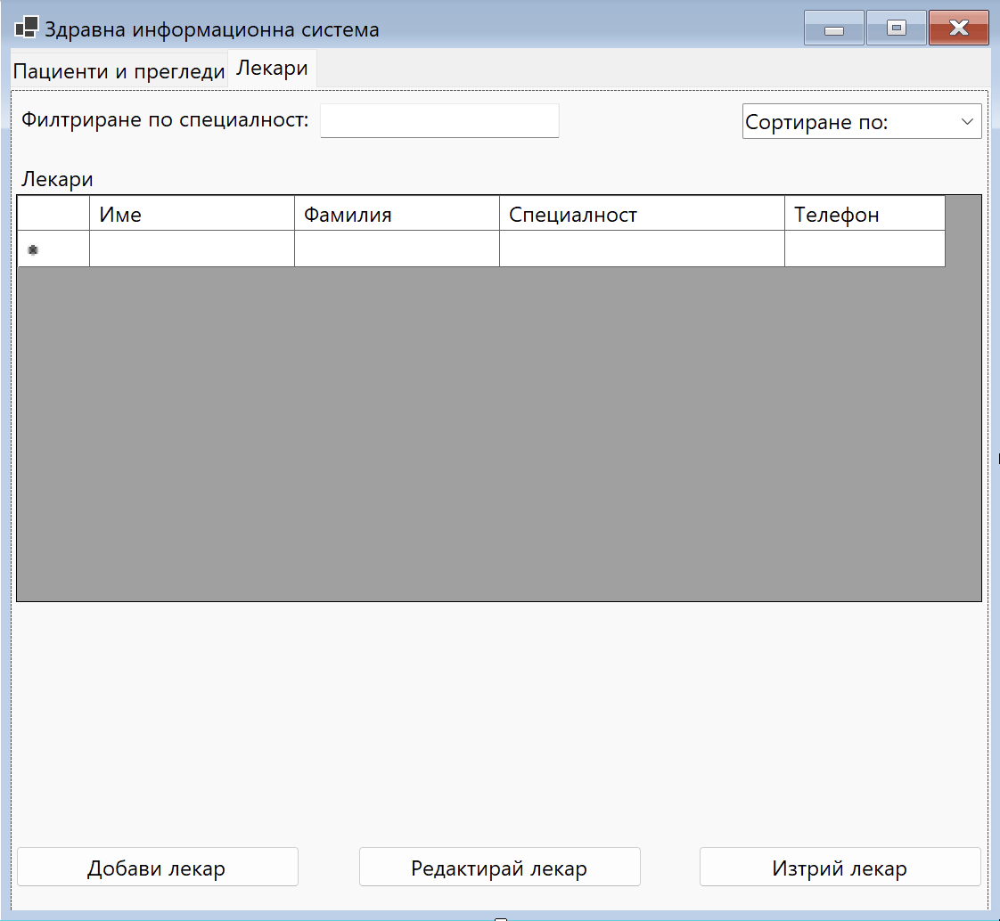 Здравна информационна система
Пациенти и прегледи Лекари
Филтриране по специалност: Сортиране по:
Лекари
Име Фамилия Специалност Телефон
Добави лекар Редактирай лекар Изтрий лекар